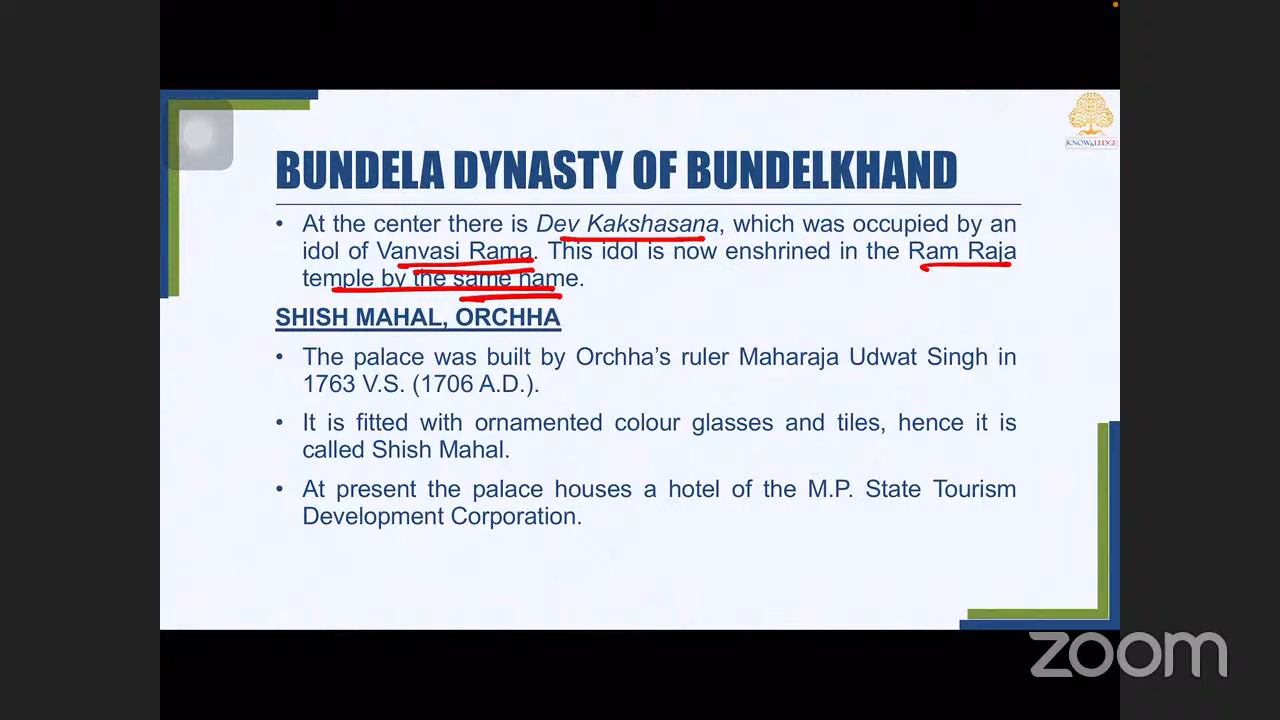 KNOWLEDGE
BUNDELA DYNASTY OF BUNDELKHAND
• At the center there is Dev Kakshasana, which was occupied by an
idol of Vanvasi Rama. This idol is now enshrined in the Ram Raja
temple by the same name.
SHISH MAHAL, ORCHHA
• The palace was built by Orchha’s ruler Maharaja Udwat Singh in
1763 V.S. (1706 A.D.).
• It is fitted with ornamented colour glasses and tiles, hence it is
called Shish Mahal.
• At present the palace houses a hotel of the M.P. State Tourism
Development Corporation.
zoom